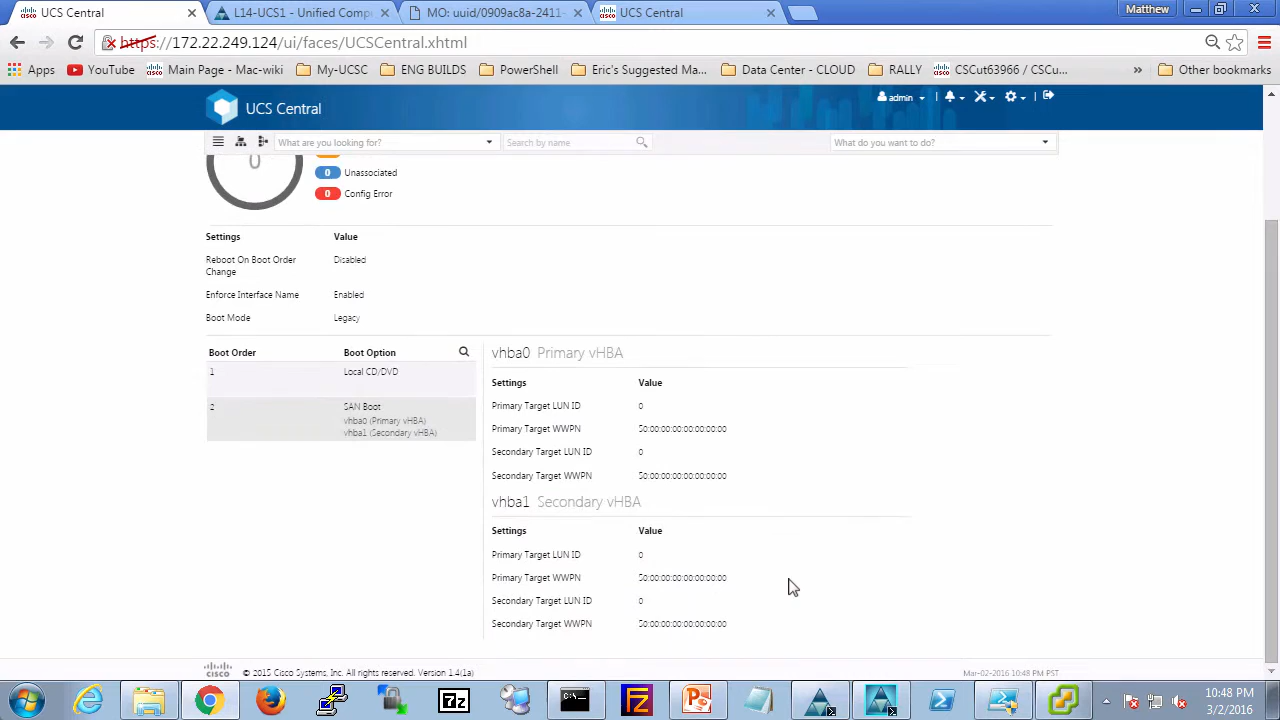 UCS Central
L14-UCS1 - Unified Comp
MO: uuid/0909ac8a-2411-
UCS Central
Matthew
https://172.22.249.124/ui/faces/UCSCentral.xhtml
Apps
YouTube
Main Page - Mac-wiki
My-UCSC
ENG BUILDS
PowerShell
Eric's Suggested Ma...
Data Center - CLOUD
RALLY
CSCut63966 / CSCu...
»
Other bookmarks
cisco
UCS Central
admin
What are you looking for?
Search by name
What do you want to do?
0
0 Unassociated
0 Config Error
Settings Value
Reboot On Boot Order Disabled
Change
Enforce Interface Name Enabled
Boot Mode Legacy
Boot Order Boot Option
1 Local CD/DVD
2 SAN Boot
vhba0 (Primary vHBA)
vhba1 (Secondary vHBA)
vhba0 Primary vHBA
Settings Value
Primary Target LUN ID 0
Primary Target WWPN 50:00:00:00:00:00:00:00
Secondary Target LUN ID 0
Secondary Target WWPN 50:00:00:00:00:00:00:00
vhba1 Secondary vHBA
Settings Value
Primary Target LUN ID 0
Primary Target WWPN 50:00:00:00:00:00:00:00
Secondary Target LUN ID 0
Secondary Target WWPN 50:00:00:00:00:00:00:00
cisco
© 2015 Cisco Systems, Inc. All rights reserved. Version 1.4(1a)
Mar-02-2016 10:48 PM PST
10:48 PM
3/2/2016